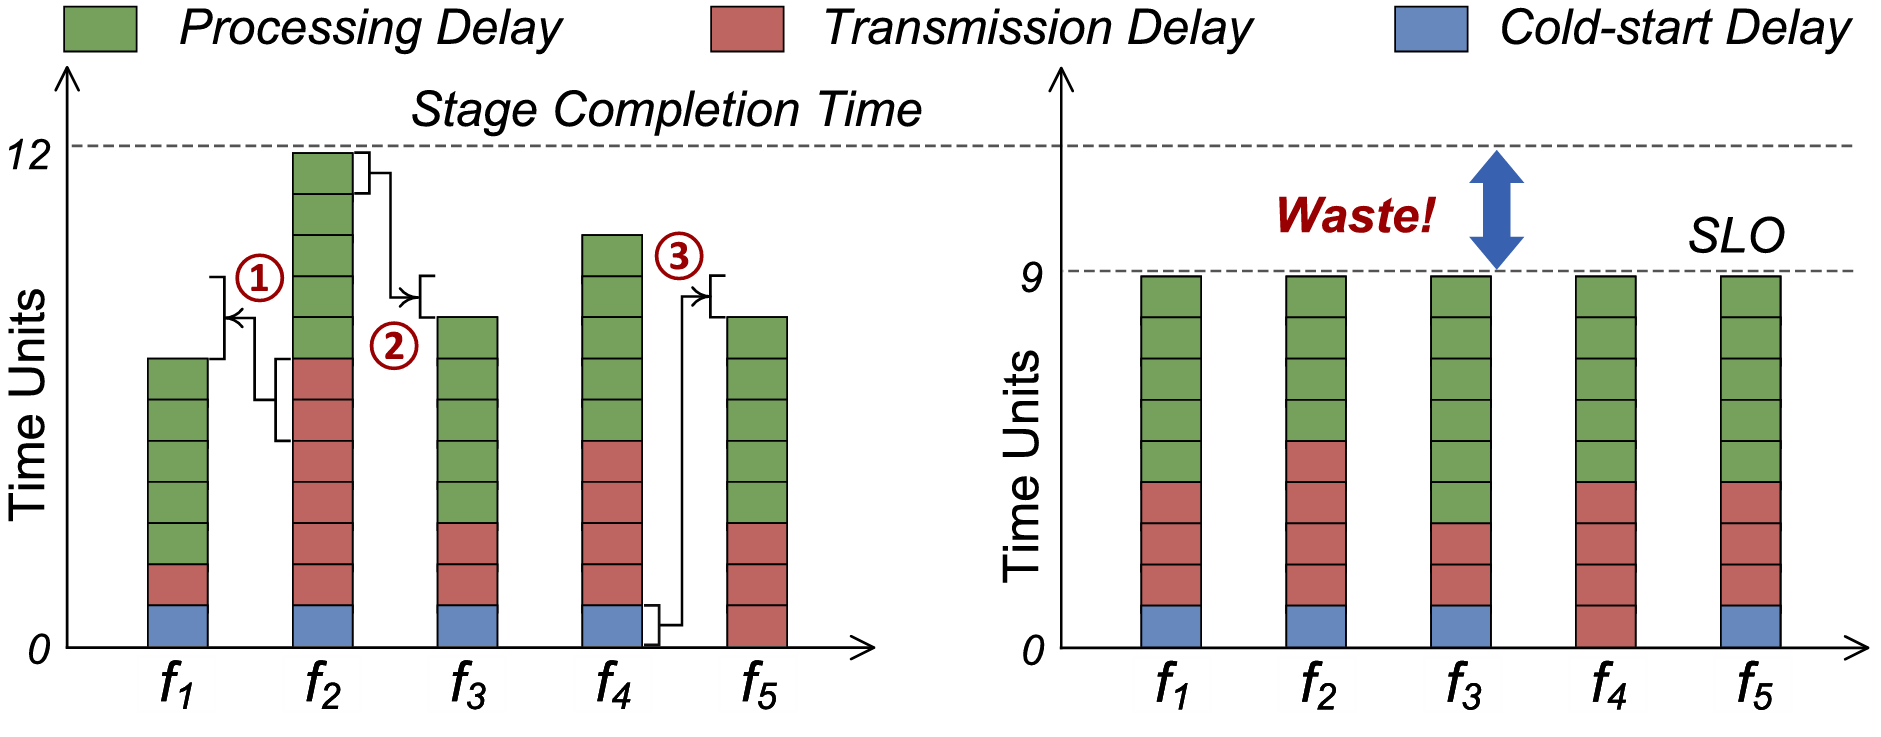 Processing Delay
Transmission Delay
Cold-start Delay
Stage Completion Time
12
Time Units
0
①
②
③
f1
f2
f3
f4
f5
Waste!
SLO
9
Time Units
0
f1
f2
f3
f4
f5